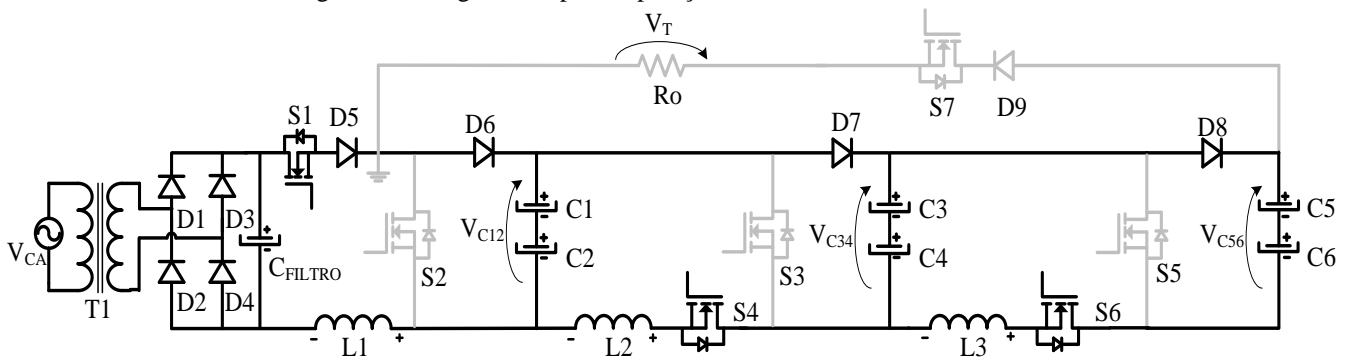 V_T
Ro
S7
D9
S1
D5
D6
D7
D8
D1
D3
D2
D4
V_CA
T1
C_FILTRO
S2
V_C12
C1
C2
S3
V_C34
C3
C4
S5
V_C56
C5
C6
L1
L2
S4
L3
S6
- +
- +
- +